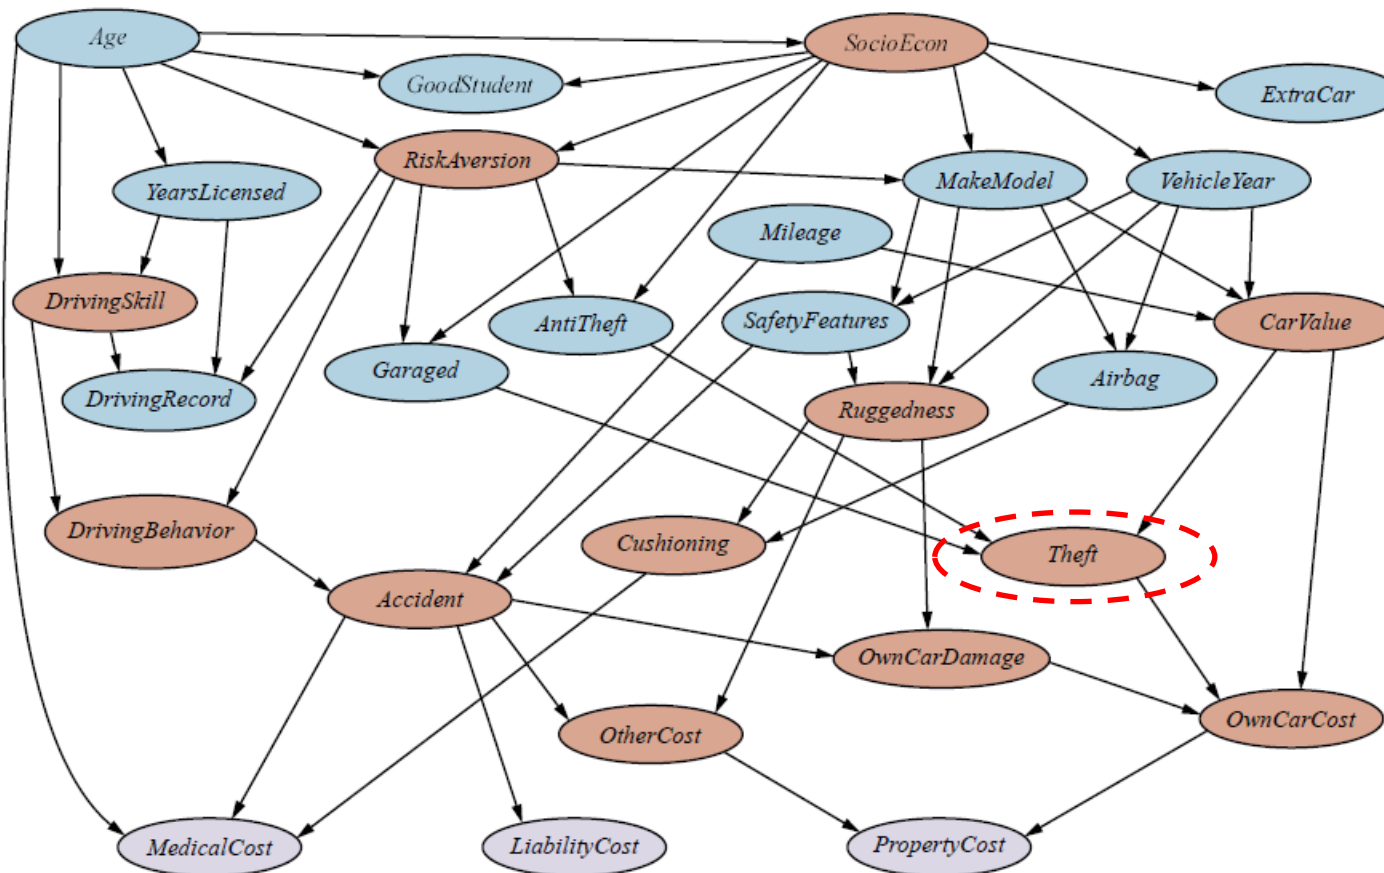 Age
SocioEcon
GoodStudent
ExtraCar
RiskAversion
MakeModel
VehicleYear
YearsLicensed
Mileage
DrivingSkill
AntiTheft
SafetyFeatures
CarValue
Garaged
Airbag
DrivingRecord
Ruggedness
DrivingBehavior
Cushioning
Theft
Accident
OwnCarDamage
OtherCost
OwnCarCost
MedicalCost
LiabilityCost
PropertyCost